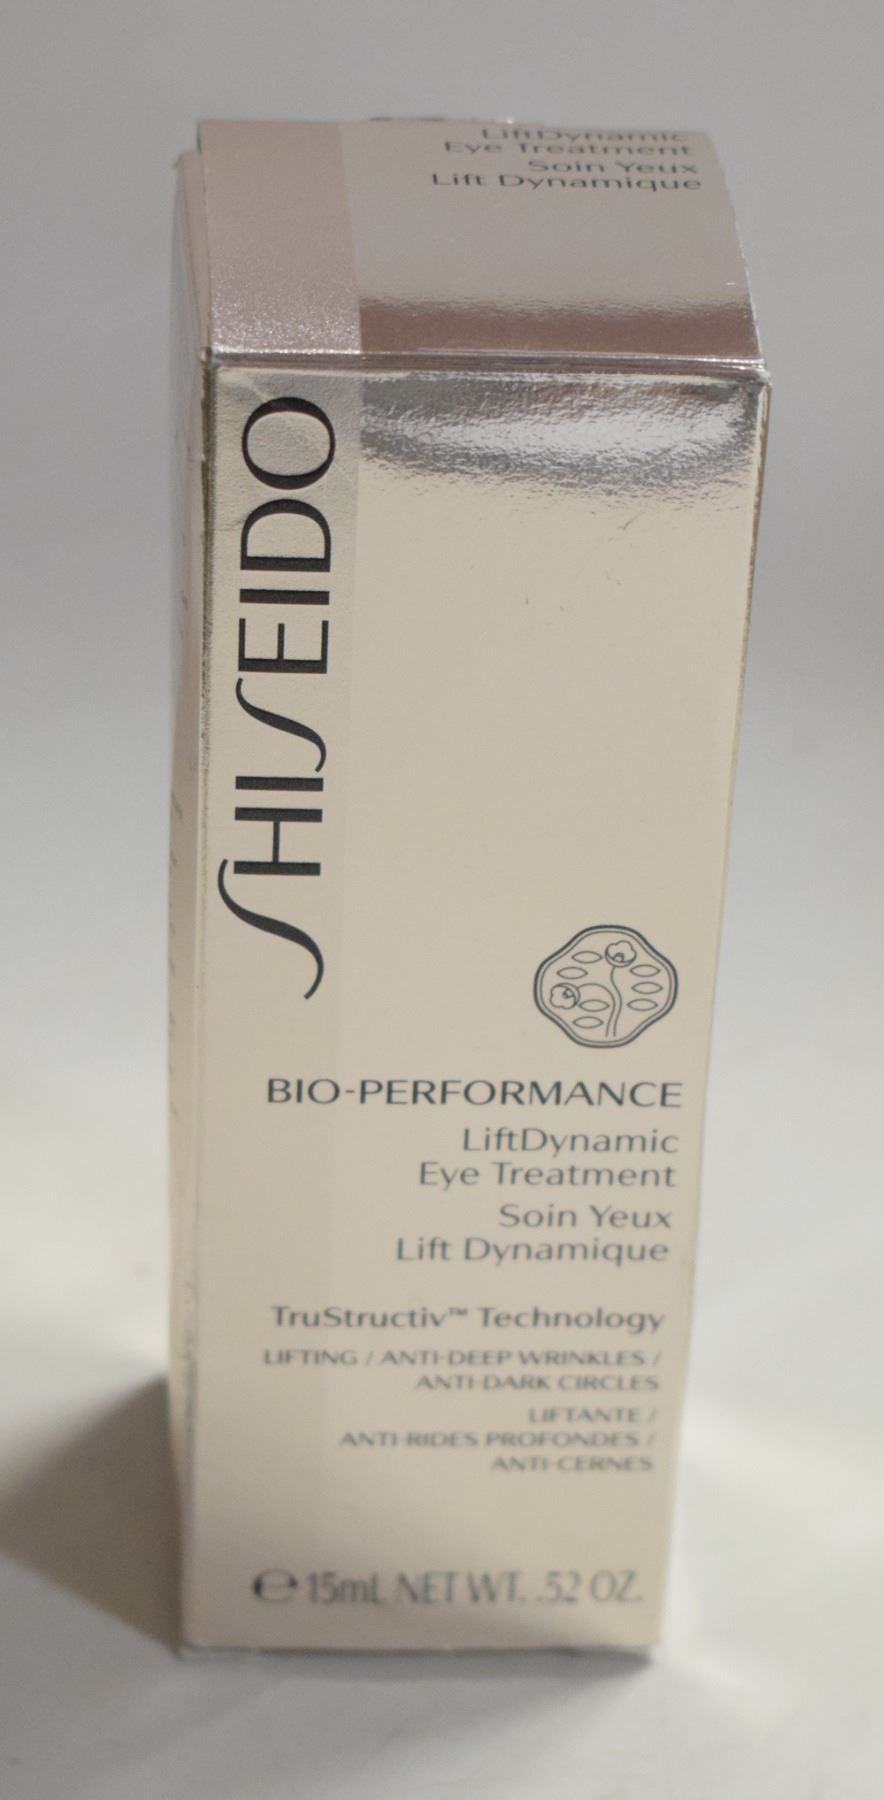 LiftDynamic
Eye Treatment
Soin Yeux
Lift Dynamique
SHISEIDO
BIO-PERFORMANCE
LiftDynamic
Eye Treatment
Soin Yeux
Lift Dynamique
TruStructiv™ Technology
LIFTING / ANTI-DEEP WRINKLES /
ANTI-DARK CIRCLES
LIFTANTE /
ANTI-RIDES PROFONDES /
ANTI-CERNES
℮ 15mL NET WT. .52 OZ.